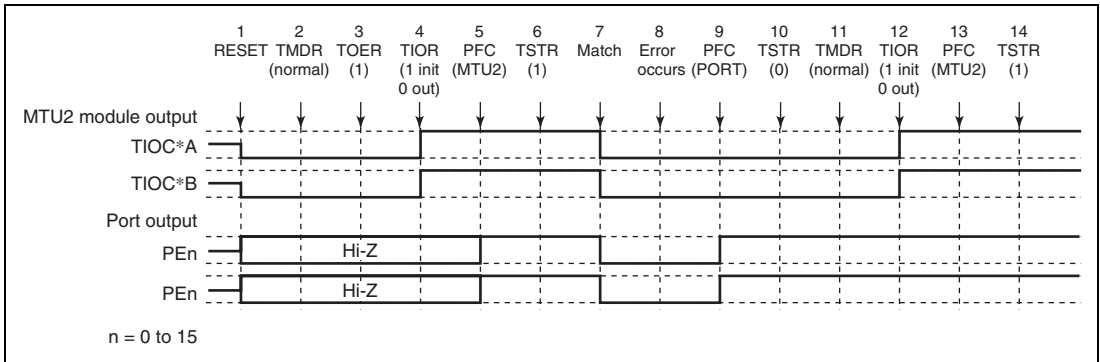 1 2 3 4 5 6 7 8 9 10 11 12 13 14
RESET TMDR TOER TIOR PFC TSTR Match Error PFC TSTR TMDR TIOR PFC TSTR
(normal) (1) (1 init (MTU2) (1) occurs (PORT) (0) (normal) (1 init (MTU2) (1)
0 out) 0 out)
MTU2 module output
TIOC*A
TIOC*B
Port output
PEn Hi-Z
PEn Hi-Z
n = 0 to 15